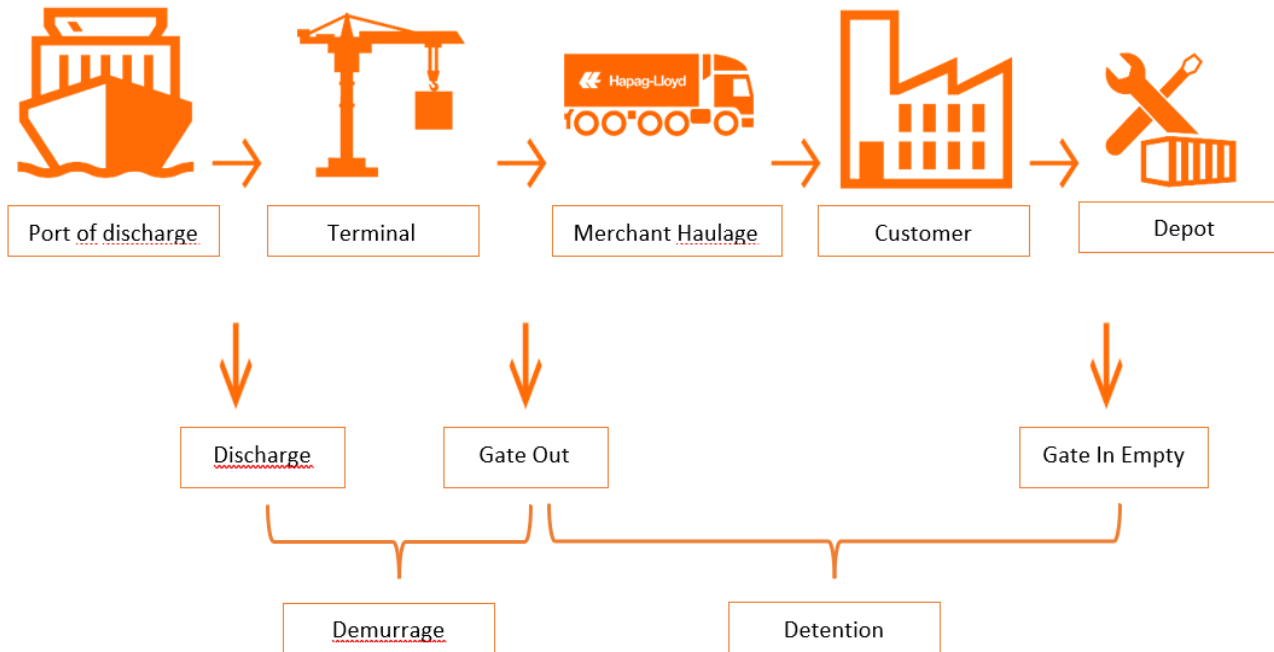 Hapag-Lloyd
Port of discharge
Terminal
Merchant Haulage
Customer
Depot
Discharge
Gate Out
Gate In Empty
Demurrage
Detention